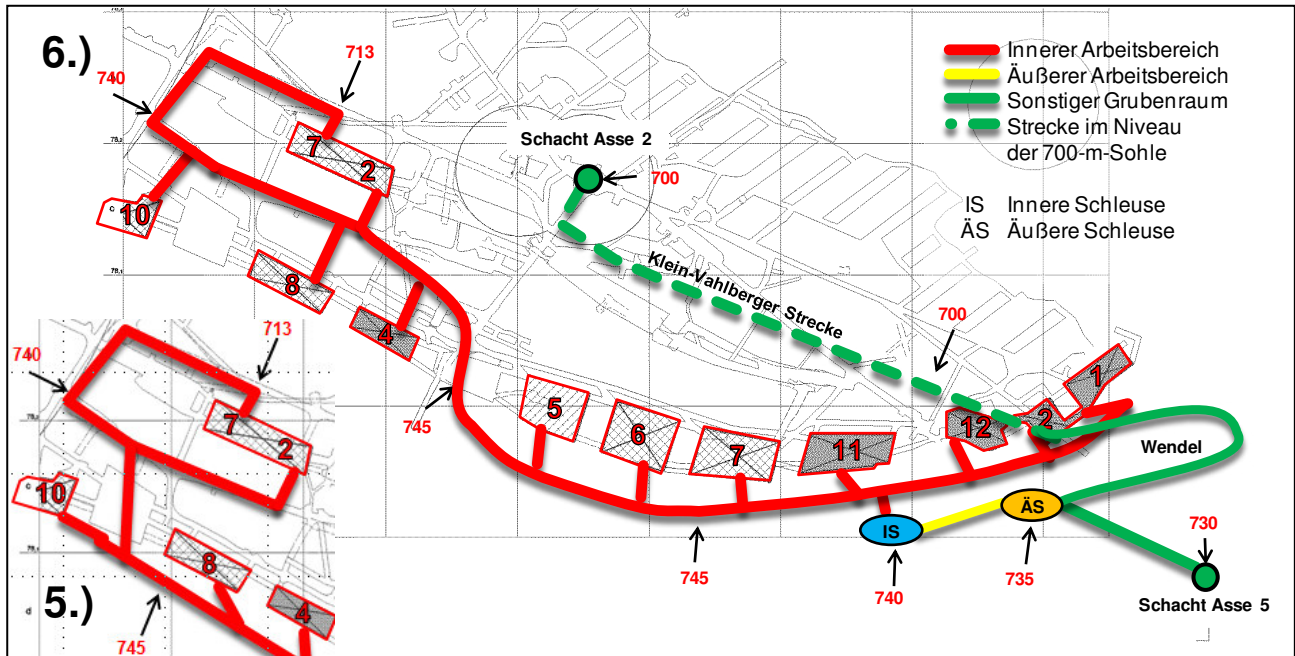 6.)
740
713
7
2
10
8
4
745
Schacht Asse 2
700
Klein-Vahlberger Strecke
700
Innerer Arbeitsbereich
Äußerer Arbeitsbereich
Sonstiger Grubenraum
Strecke im Niveau
der 700-m-Sohle
IS Innere Schleuse
ÄS Äußere Schleuse
5
6
7
11
12
2
1
Wendel
IS
ÄS
745
740
735
730
Schacht Asse 5
5.)
740
713
7
2
10
8
4
745
c
c
d